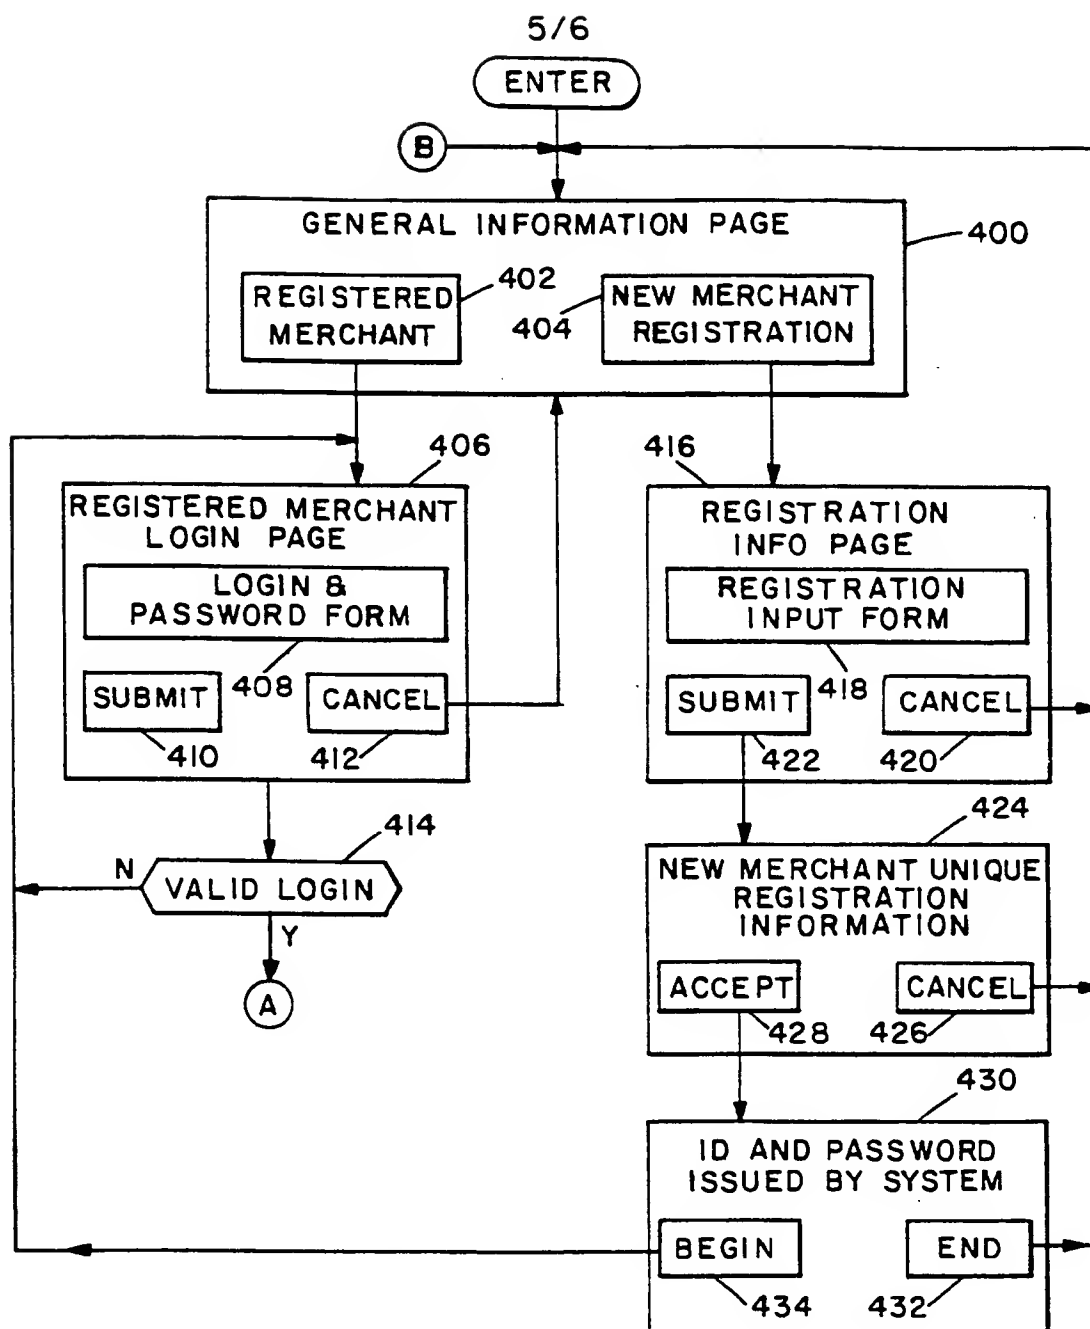 5/6
ENTER
B
GENERAL INFORMATION PAGE
400
402
REGISTERED
MERCHANT
404
NEW MERCHANT
REGISTRATION
406
REGISTERED MERCHANT
LOGIN PAGE
LOGIN &
PASSWORD FORM
408
SUBMIT
CANCEL
410
412
416
REGISTRATION
INFO PAGE
REGISTRATION
INPUT FORM
418
SUBMIT
CANCEL
422
420
414
N
VALID LOGIN
Y
A
424
NEW MERCHANT UNIQUE
REGISTRATION
INFORMATION
ACCEPT
CANCEL
428
426
430
ID AND PASSWORD
ISSUED BY SYSTEM
BEGIN
END
434
432